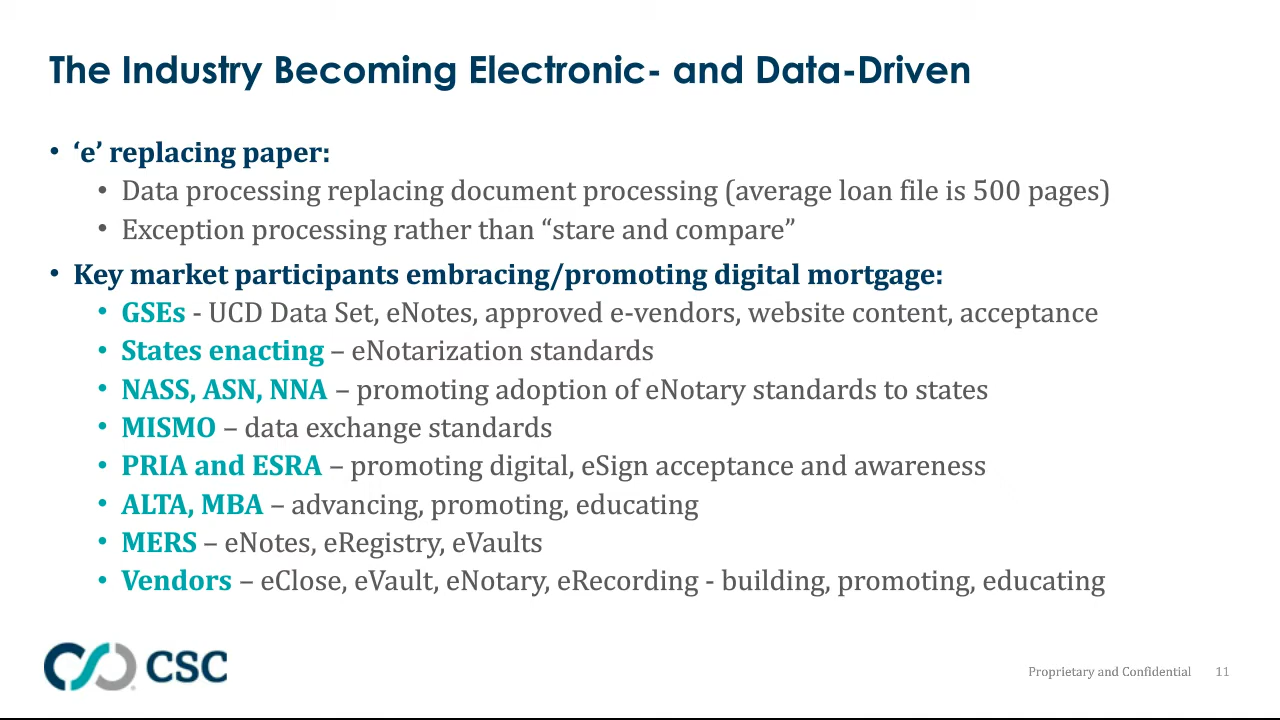 The Industry Becoming Electronic- and Data-Driven
• ‘e’ replacing paper:
• Data processing replacing document processing (average loan file is 500 pages)
• Exception processing rather than “stare and compare”
• Key market participants embracing/promoting digital mortgage:
• GSEs - UCD Data Set, eNotes, approved e-vendors, website content, acceptance
• States enacting – eNotarization standards
• NASS, ASN, NNA – promoting adoption of eNotary standards to states
• MISMO – data exchange standards
• PRIA and ESRA – promoting digital, eSign acceptance and awareness
• ALTA, MBA – advancing, promoting, educating
• MERS – eNotes, eRegistry, eVaults
• Vendors – eClose, eVault, eNotary, eRecording - building, promoting, educating
CSC
Proprietary and Confidential 11